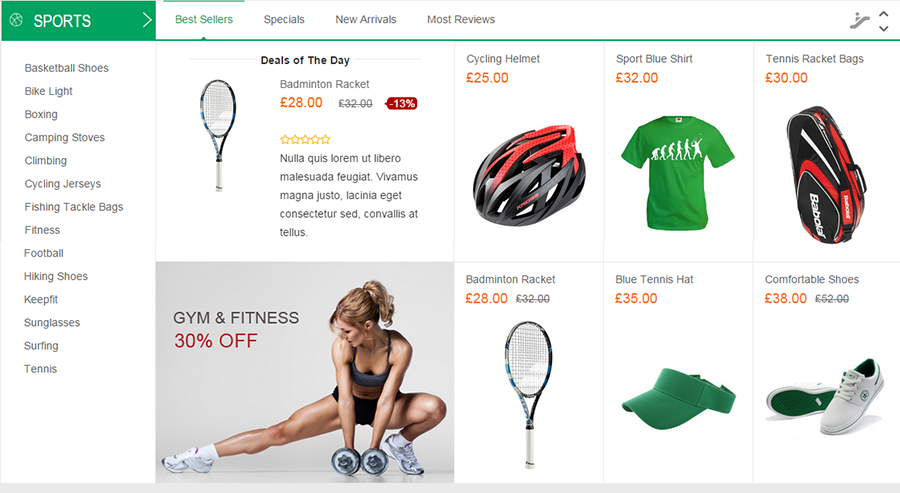 SPORTS
Best Sellers
Specials
New Arrivals
Most Reviews
Basketball Shoes
Bike Light
Boxing
Camping Stoves
Climbing
Cycling Jerseys
Fishing Tackle Bags
Fitness
Football
Hiking Shoes
Keepfit
Sunglasses
Surfing
Tennis
Deals of The Day
Badminton Racket
£28.00 £32.00 -13%
Nulla quis lorem ut libero
malesuada feugiat. Vivamus
magna justo, lacinia eget
consectetur sed, convallis at
tellus.
Cycling Helmet
£25.00
Sport Blue Shirt
£32.00
Tennis Racket Bags
£30.00
Babolat
GYM & FITNESS
30% OFF
Badminton Racket
£28.00 £32.00
Blue Tennis Hat
£35.00
Comfortable Shoes
£38.00 £52.00